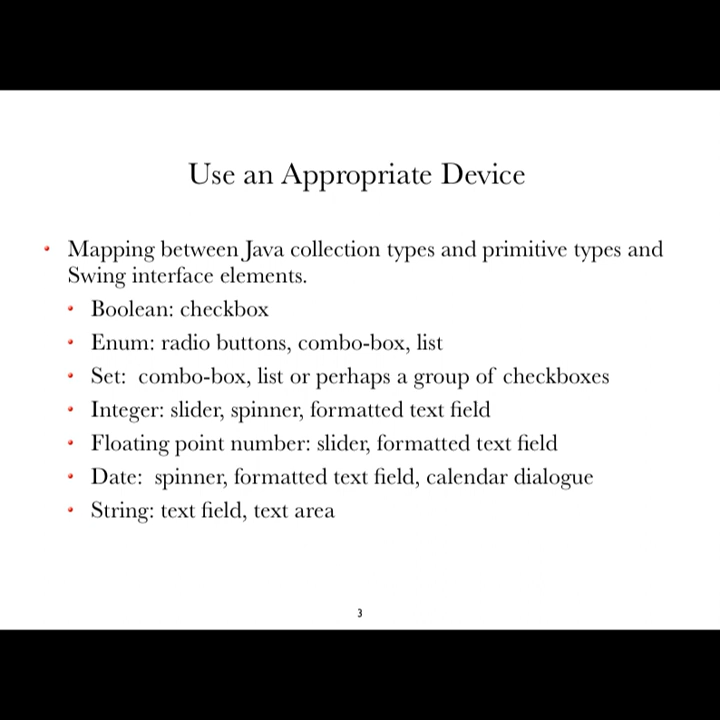 Use an Appropriate Device
• Mapping between Java collection types and primitive types and
Swing interface elements.
• Boolean: checkbox
• Enum: radio buttons, combo-box, list
• Set:  combo-box, list or perhaps a group of checkboxes
• Integer: slider, spinner, formatted text field
• Floating point number: slider, formatted text field
• Date:  spinner, formatted text field, calendar dialogue
• String: text field, text area
3